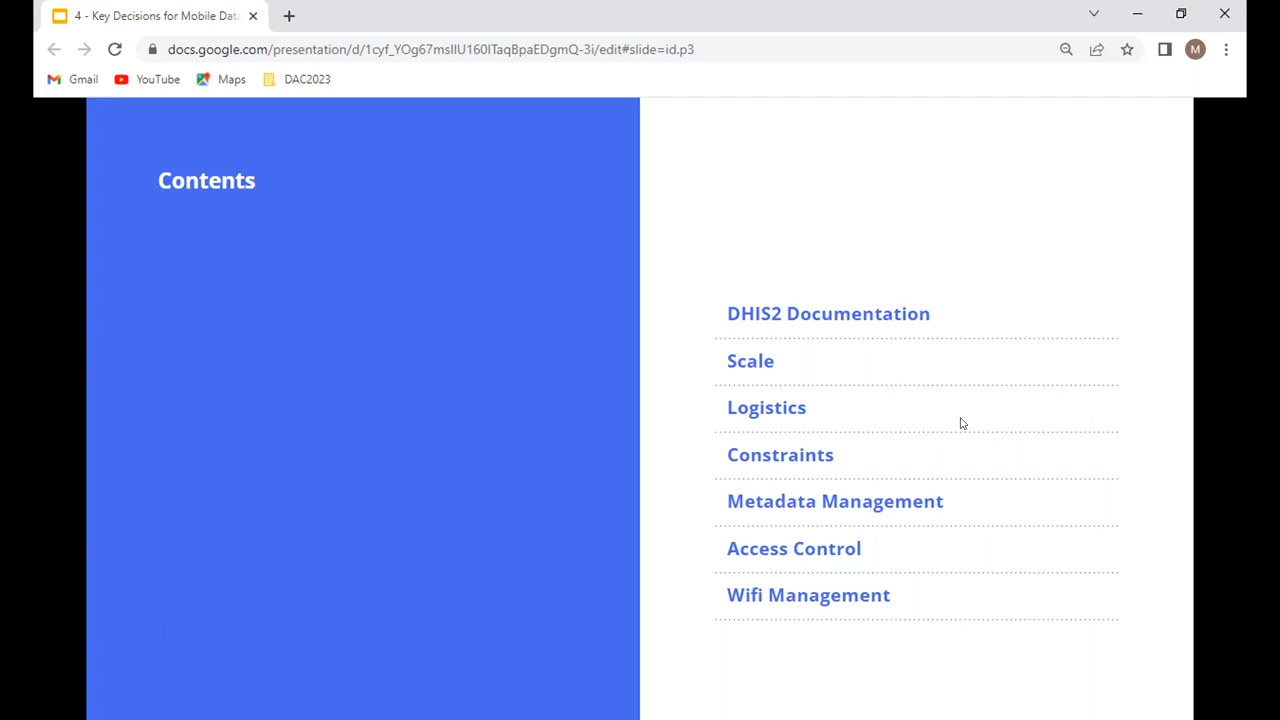 4 - Key Decisions for Mobile Dat
docs.google.com/presentation/d/1cyf_YOg67msIIU160ITaqBpaEDgmQ-3i/edit#slide=id.p3
M
Gmail
YouTube
Maps
DAC2023
Contents
DHIS2 Documentation
Scale
Logistics
Constraints
Metadata Management
Access Control
Wifi Management